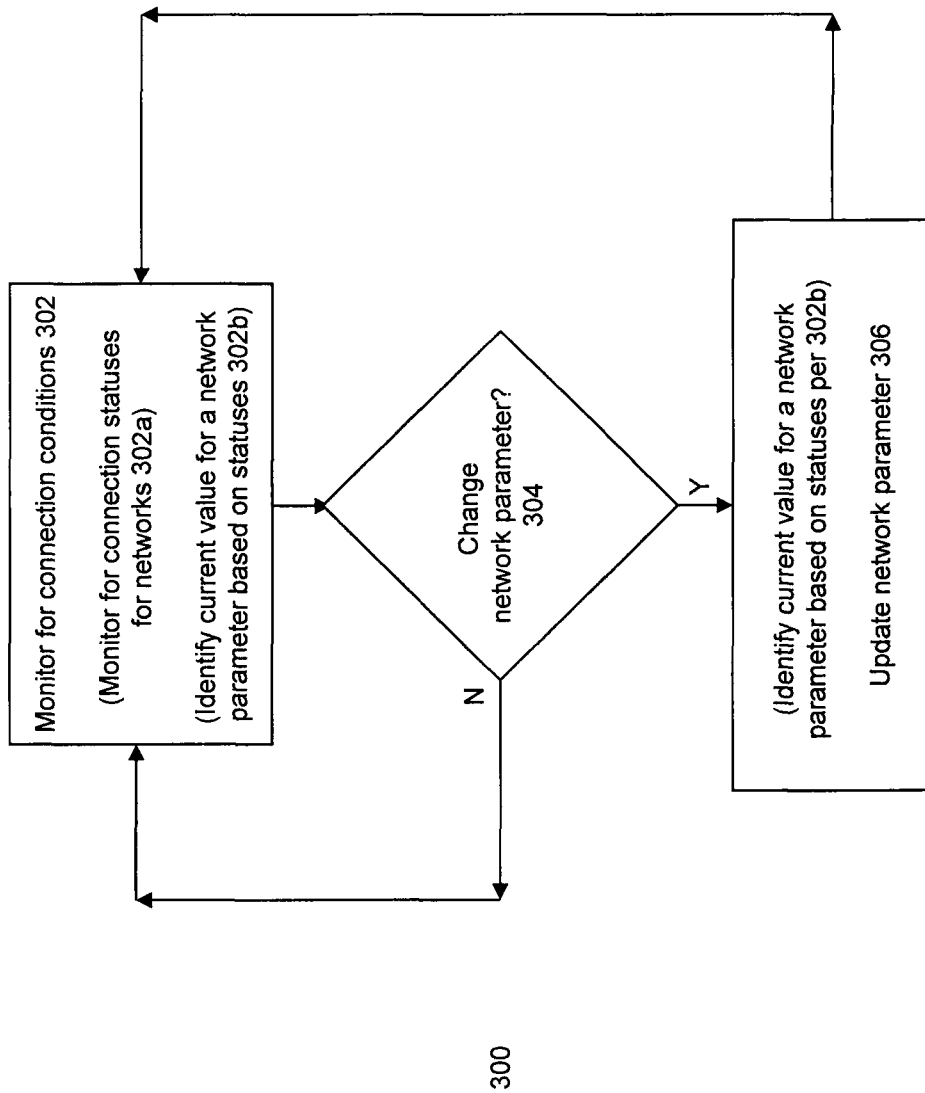 Monitor for connection conditions 302
(Monitor for connection statuses
for networks 302a)
(Identify current value for a network
parameter based on statuses 302b)
Change
network parameter?
304
N
Y
(Identify current value for a network
parameter based on statuses per 302b)
Update network parameter 306
300